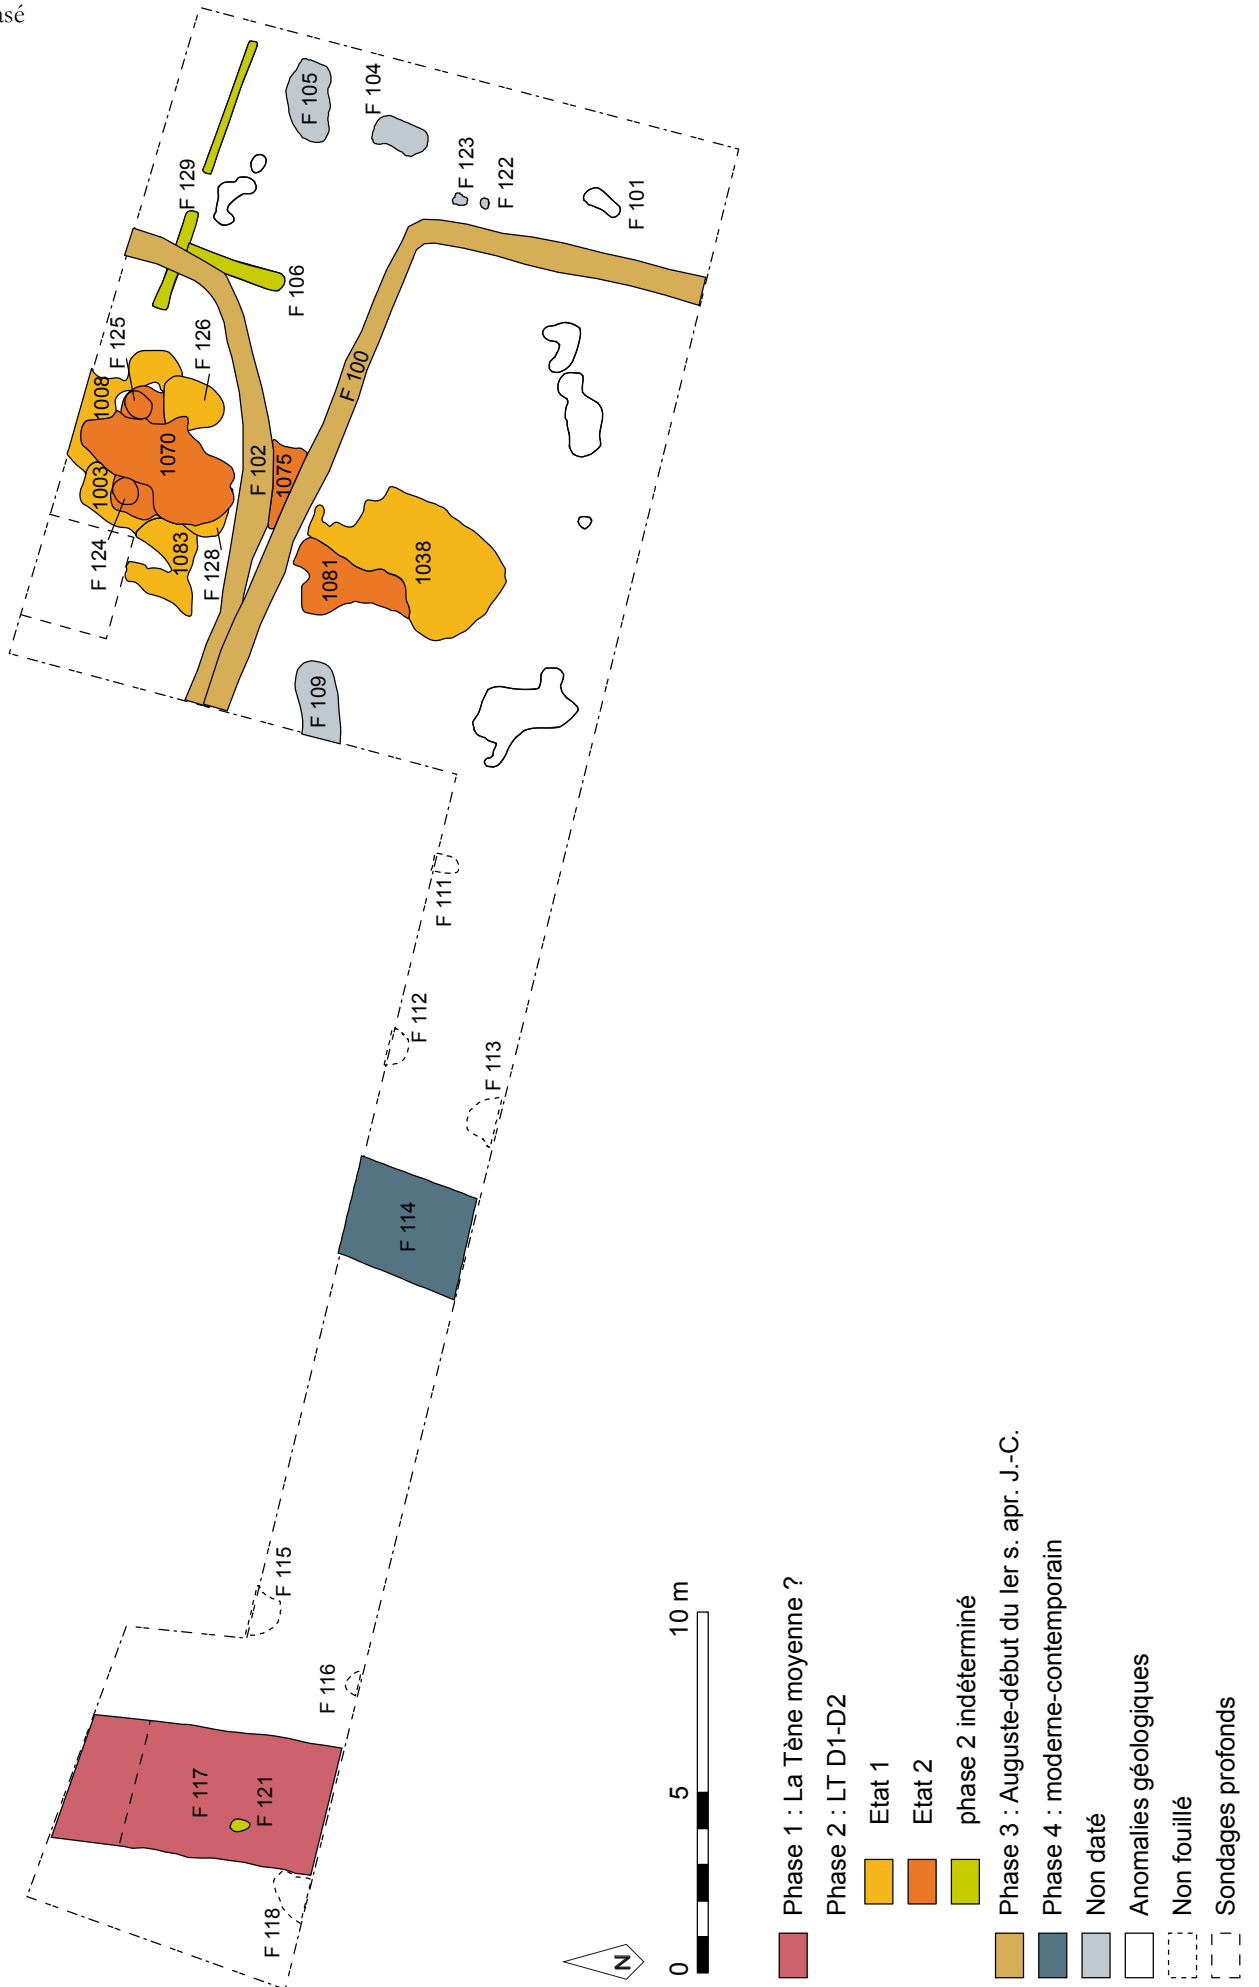 asé
F 105
F 104
F 129
F 123
F 122
F 101
F 106
F 125
F 126
1008
1070
1003
F 124
1083
F 128
F 102
1075
F 100
1081
1038
F 109
F 111
F 112
F 113
F 114
F 115
F 116
F 117
F 121
F 118
N
0
5
10 m
Phase 1 : La Tène moyenne ?
Phase 2 : LT D1-D2
Etat 1
Etat 2
phase 2 indéterminé
Phase 3 : Auguste-début du Ier s. apr. J.-C.
Phase 4 : moderne-contemporain
Non daté
Anomalies géologiques
Non fouillé
Sondages profonds